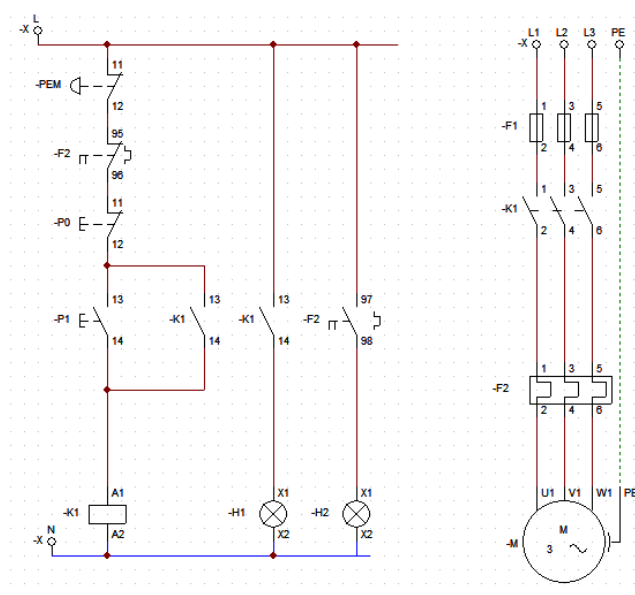 L
-X
11
-PEM
12
95
-F2
96
11
-P0
12
13
-P1
14
13
-K1
14
13
-K1
14
97
-F2
98
A1
-K1
A2
X1
-H1
X2
X1
-H2
X2
N
-X
L1 L2 L3 PE
-X
1 3 5
-F1
2 4 6
1 3 5
-K1
2 4 6
1 3 5
-F2
2 4 6
U1 V1 W1 PE
M
-M
3